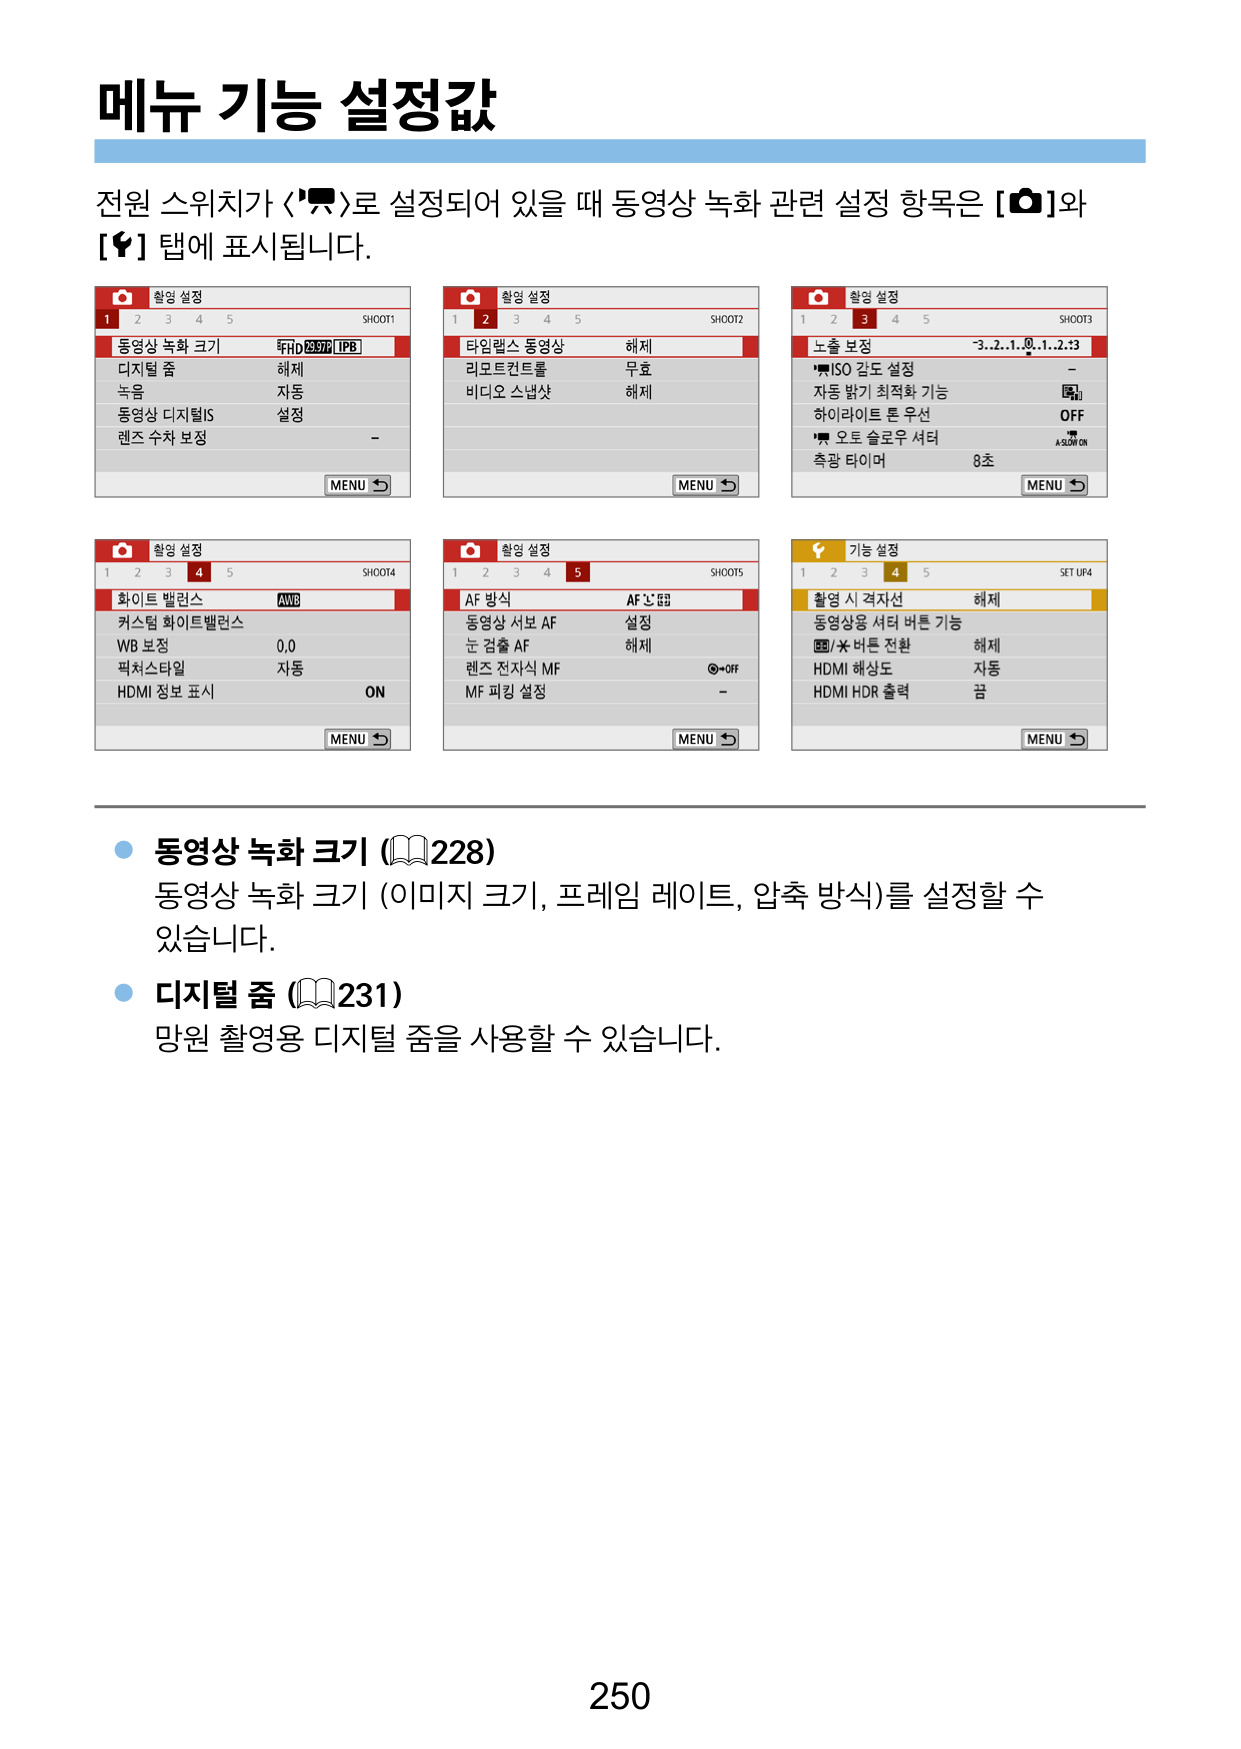 메뉴 기능 설정값
전원 스위치가 < >로 설정되어 있을 때 동영상 녹화 관련 설정 항목은 [ ]와
[ ] 탭에 표시됩니다.
촬영 설정
1 2 3 4 5 SHOOT1
동영상 녹화 크기 FHD 29.97P IPB
디지털 줌 해제
녹음 자동
동영상 디지털IS 설정
렌즈 수차 보정 –
MENU
촬영 설정
1 2 3 4 5 SHOOT2
타임랩스 동영상 해제
리모트컨트롤 무효
비디오 스냅샷 해제
MENU
촬영 설정
1 2 3 4 5 SHOOT3
노출 보정 -3..2..1..0..1..2..+3
ISO 감도 설정 –
자동 밝기 최적화 기능
하이라이트 톤 우선 OFF
오토 슬로우 셔터 A-SLOW ON
측광 타이머 8초
MENU
촬영 설정
1 2 3 4 5 SHOOT4
화이트 밸런스 AWB
커스텀 화이트밸런스
WB 보정 0,0
픽쳐스타일 자동
HDMI 정보 표시 ON
MENU
촬영 설정
1 2 3 4 5 SHOOT5
AF 방식 AF
동영상 서보 AF 설정
눈 검출 AF 해제
렌즈 전자식 MF OFF
MF 피킹 설정 –
MENU
기능 설정
1 2 3 4 5 SET UP4
촬영 시 격자선 해제
동영상용 셔터 버튼 기능
/ 버튼 전환 해제
HDMI 해상도 자동
HDMI HDR 출력 끔
MENU
● 동영상 녹화 크기 (228)
동영상 녹화 크기 (이미지 크기, 프레임 레이트, 압축 방식)를 설정할 수
있습니다.
● 디지털 줌 (231)
망원 촬영용 디지털 줌을 사용할 수 있습니다.
250